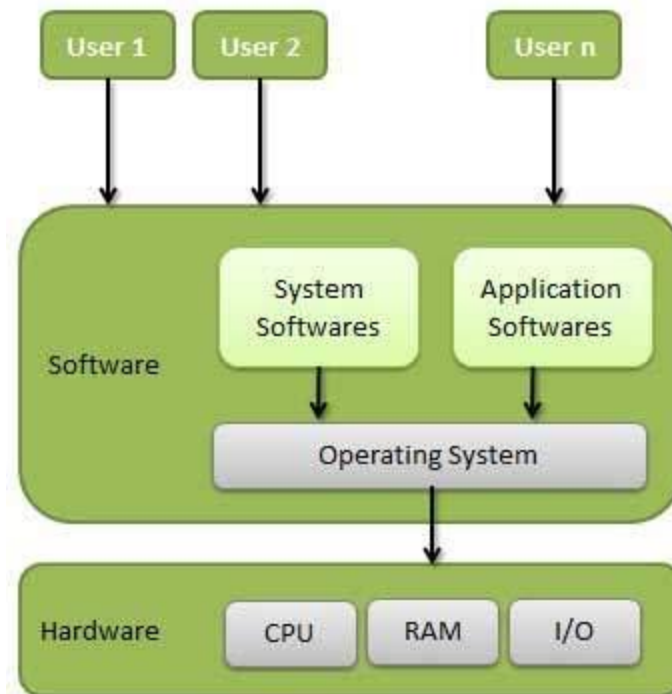 User 1
User 2
User n
System
Softwares
Application
Softwares
Software
Operating System
Hardware
CPU
RAM
I/O